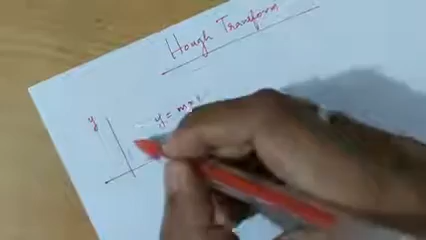 Hough Transform
y = mx+
y